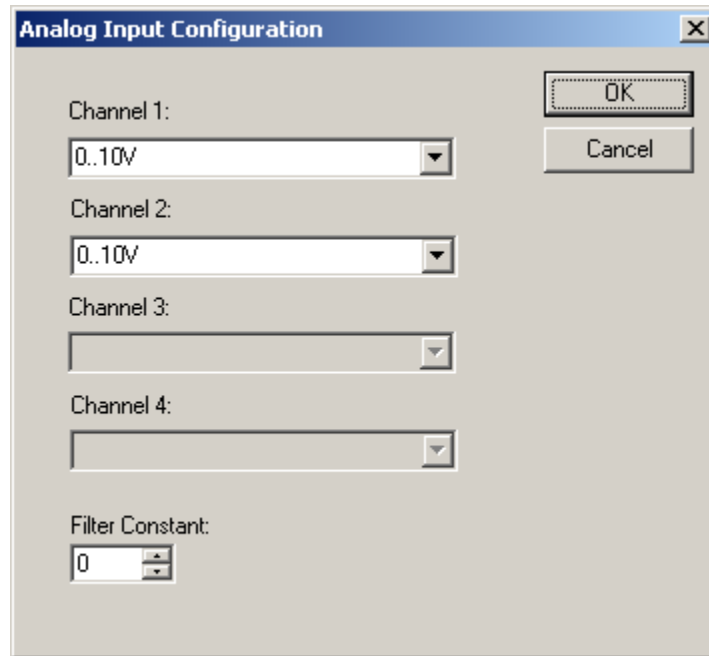 Analog Input Configuration
OK
Cancel
Channel 1:
0..10V
Channel 2:
0..10V
Channel 3:
Channel 4:
Filter Constant:
0